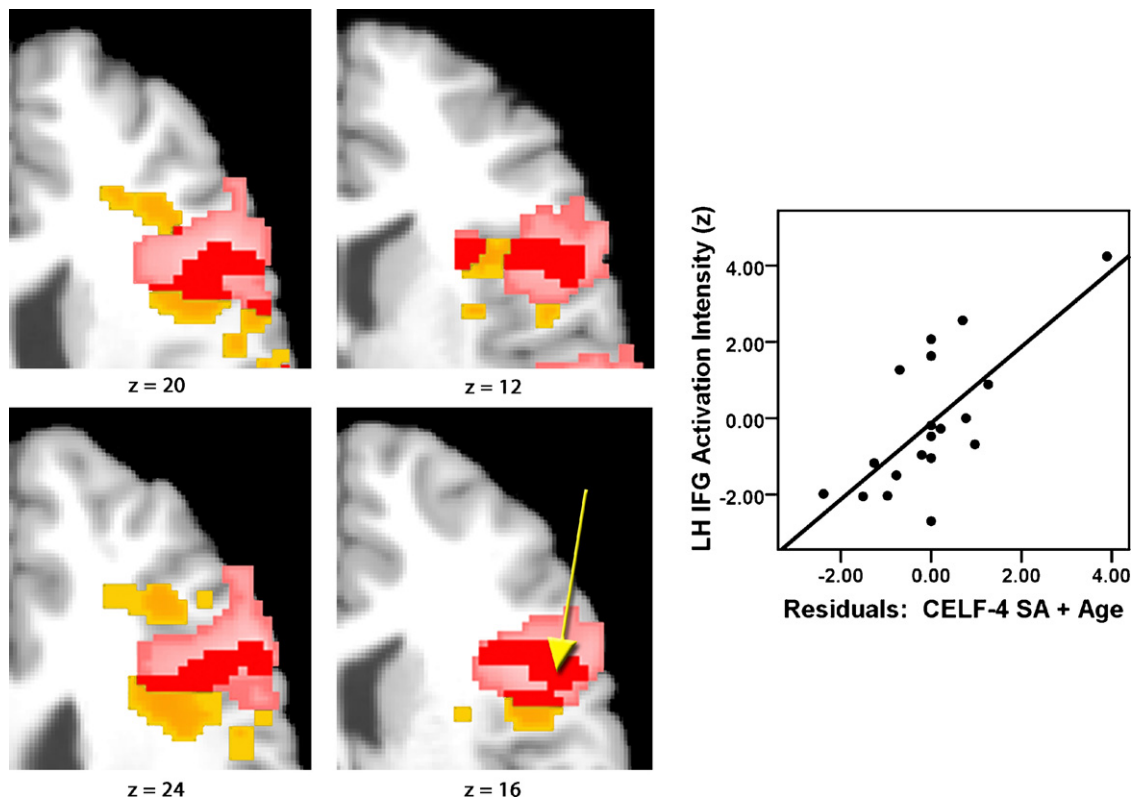 z = 20
z = 12
z = 24
z = 16
LH IFG Activation Intensity (z)
4.00
2.00
0.00
-2.00
-2.00 0.00 2.00 4.00
Residuals: CELF-4 SA + Age